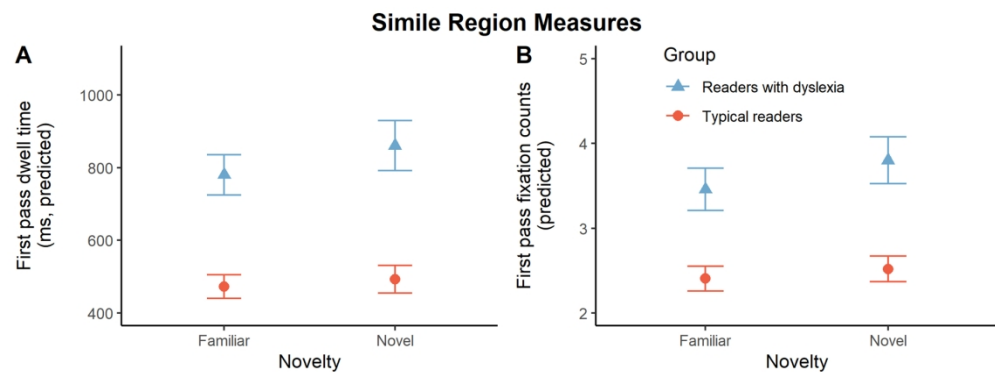 Simile Region Measures
A
First pass dwell time
(ms, predicted)
1000
800
600
400
Familiar
Novel
Novelty
B
First pass fixation counts
(predicted)
5
4
3
2
Group
Readers with dyslexia
Typical readers
Familiar
Novel
Novelty